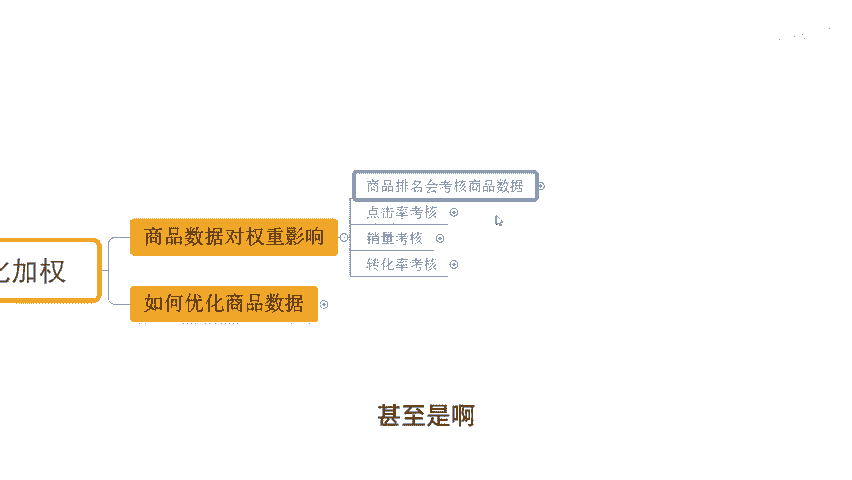 商品排名会考核商品数据
点击率考核
商品数据对权重影响
销量考核
转化率考核
化加权
如何优化商品数据
甚至是啊